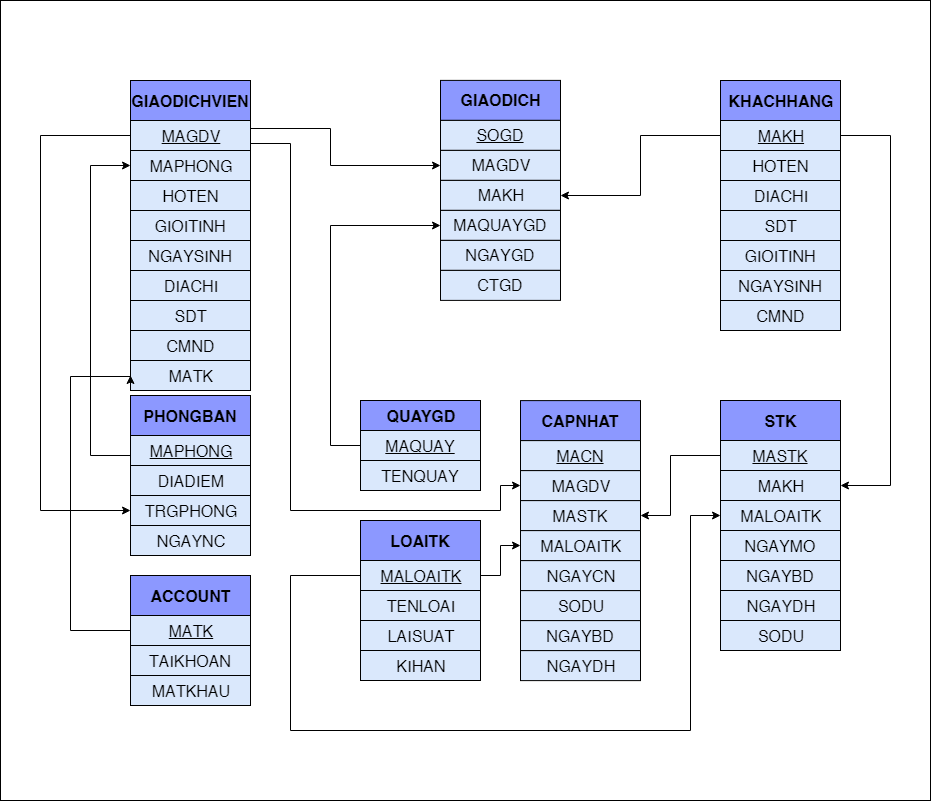 GIAODICHVIEN
MAGDV
MAPHONG
HOTEN
GIOITINH
NGAYSINH
DIACHI
SDT
CMND
MATK
GIAODICH
SOGD
MAGDV
MAKH
MAQUAYGD
NGAYGD
CTGD
KHACHHANG
MAKH
HOTEN
DIACHI
SDT
GIOITINH
NGAYSINH
CMND
PHONGBAN
MAPHONG
DIADIEM
TRGPHONG
NGAYNC
QUAYGD
MAQUAY
TENQUAY
CAPNHAT
MACN
MAGDV
MASTK
MALOAITK
NGAYCN
SODU
NGAYBD
NGAYDH
STK
MASTK
MAKH
MALOAITK
NGAYMO
NGAYBD
NGAYDH
SODU
LOAITK
MALOAITK
TENLOAI
LAISUAT
KIHAN
ACCOUNT
MATK
TAIKHOAN
MATKHAU